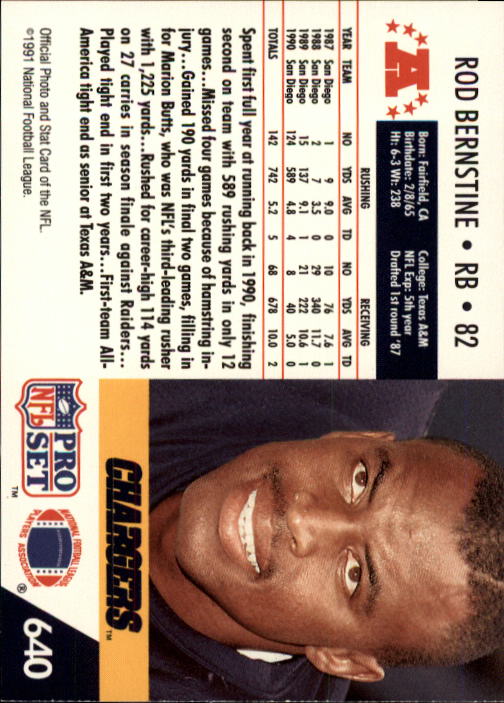 ROD BERNSTINE • RB • 82
A
Born: Fairfield, CA
Birthdate: 2/8/65
Ht: 6-3 Wt: 238
College: Texas A&M
NFL Exp: 5th year
Drafted 1st round '87
RUSHING RECEIVING
YEAR TEAM NO YDS AVG TD NO YDS AVG TD
1987 San Diego 1 9 9.0 0 10 76 7.6 1
1988 San Diego 2 7 3.5 0 29 340 11.7 0
1989 San Diego 15 137 9.1 1 21 222 10.6 1
1990 San Diego 124 589 4.8 4 8 40 5.0 0
TOTALS 142 742 5.2 5 68 678 10.0 2
Spent first full year at running back in 1990, finishing
second on team with 589 rushing yards in only 12
games...Missed four games because of hamstring in-
jury...Gained 190 yards in final two games, filling in
for Marion Butts, who was NFL's third-leading rusher
with 1,225 yards...Rushed for career-high 114 yards
on 27 carries in season finale against Raiders...
Played tight end in first two years...First-team All-
America tight end as senior at Texas A&M.
Official Photo and Stat Card of the NFL.
©1991 National Football League.
CHARGERS™
NFL
PRO
SET
™
NATIONAL FOOTBALL LEAGUE
PLAYERS ASSOCIATION
®
640